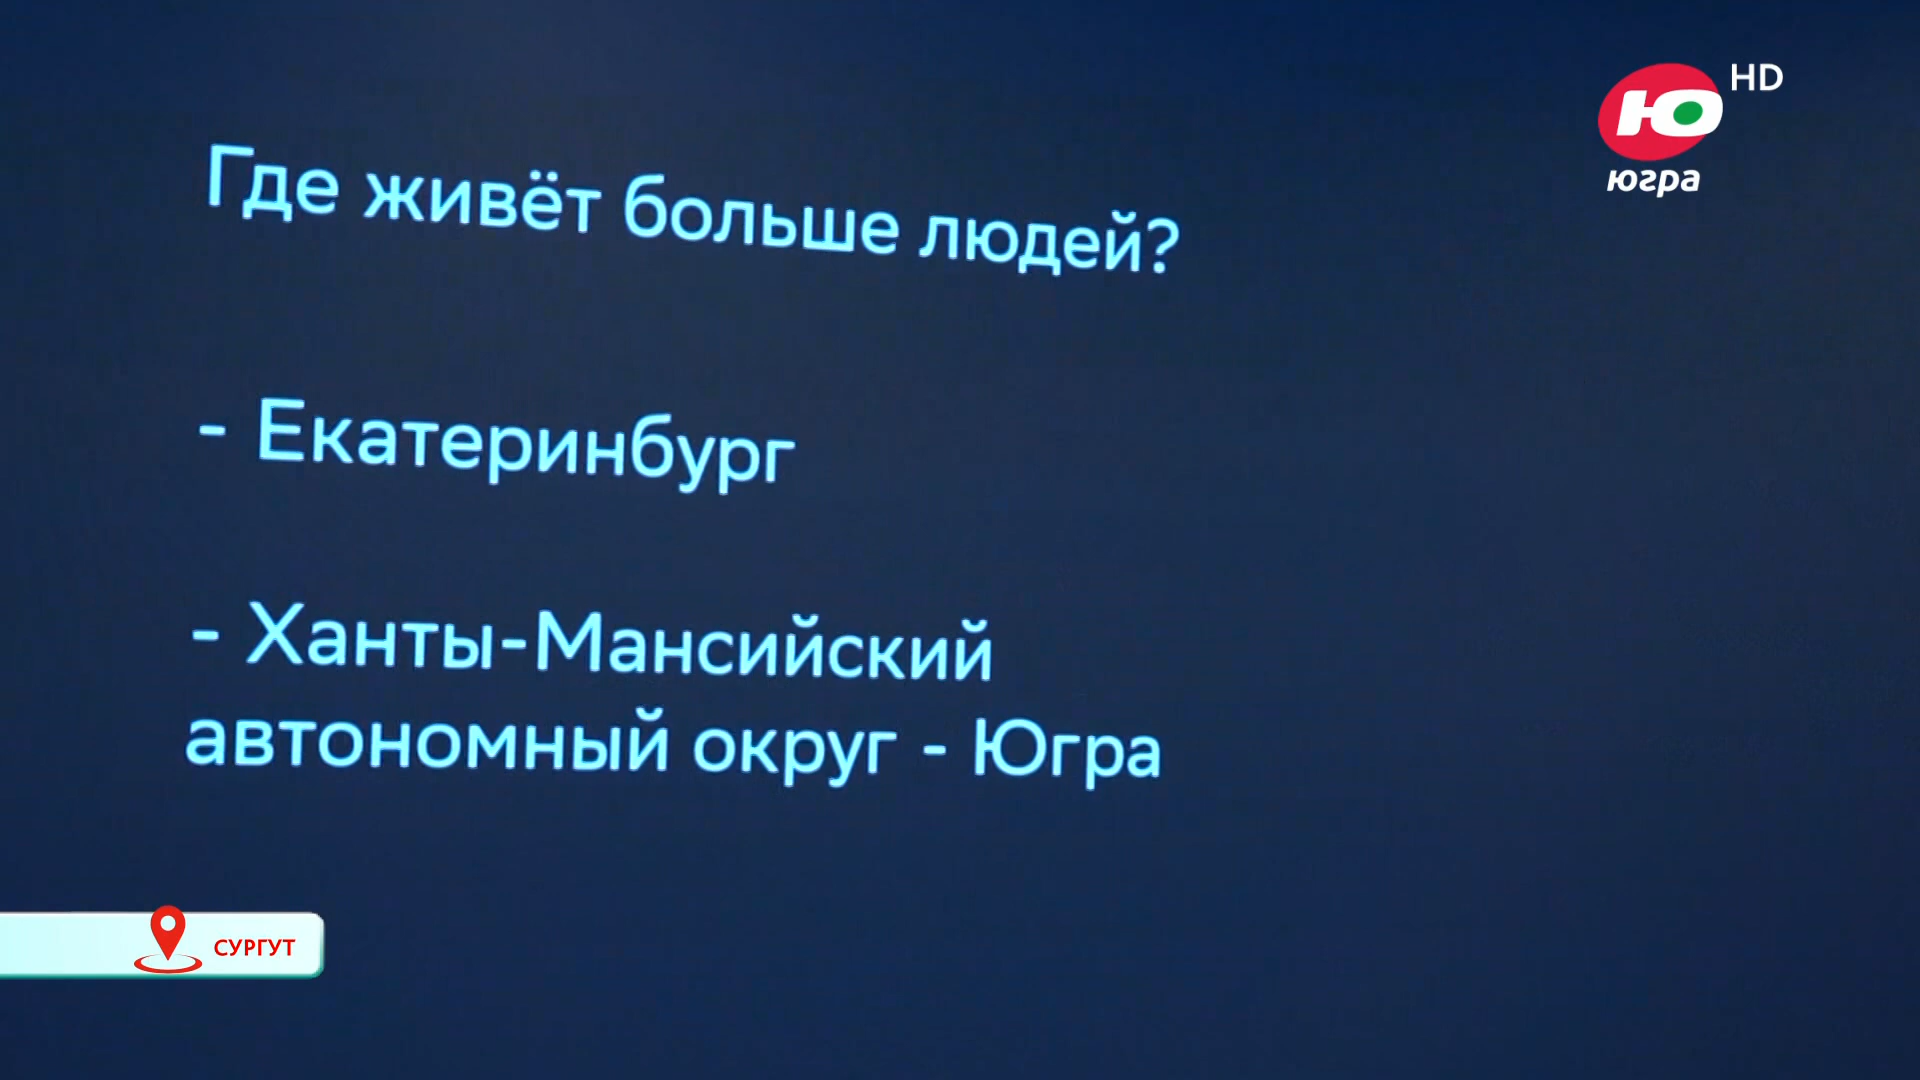 HD
Ю
югра
Где живёт больше людей?
- Екатеринбург
- Ханты-Мансийский
автономный округ - Югра
СУРГУТ